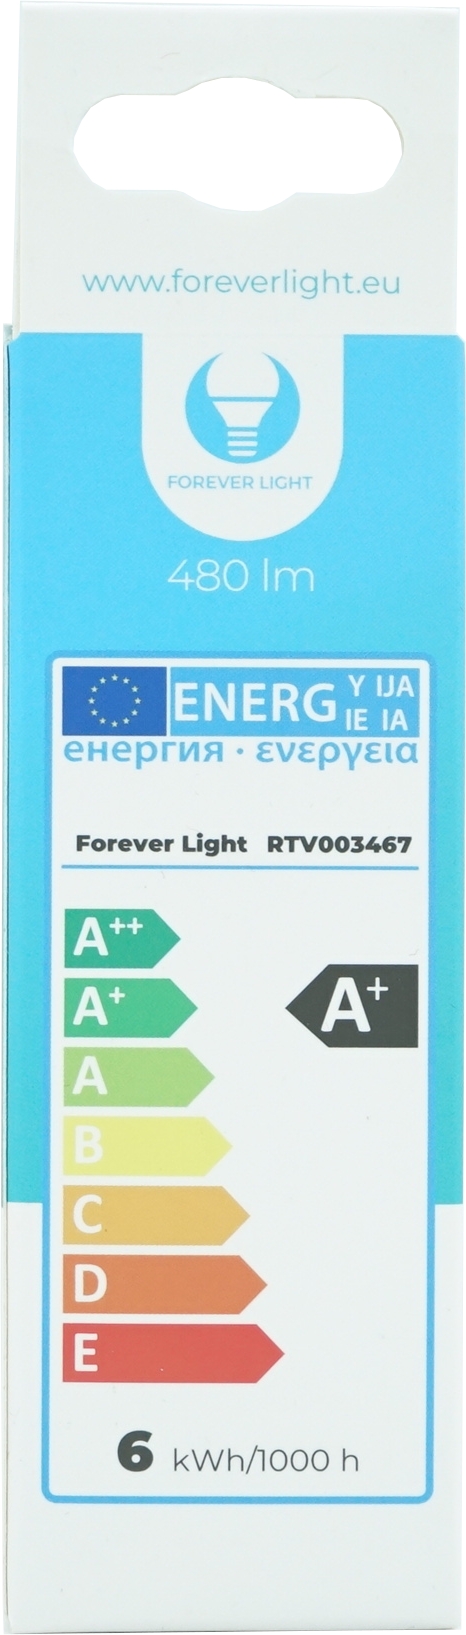 www.foreverlight.eu
FOREVER LIGHT
480 lm
ENERG Y IJA
IE IA
енергия · ενεργεια
Forever Light RTV003467
A++
A+
A+
A
B
C
D
E
6 kWh/1000 h